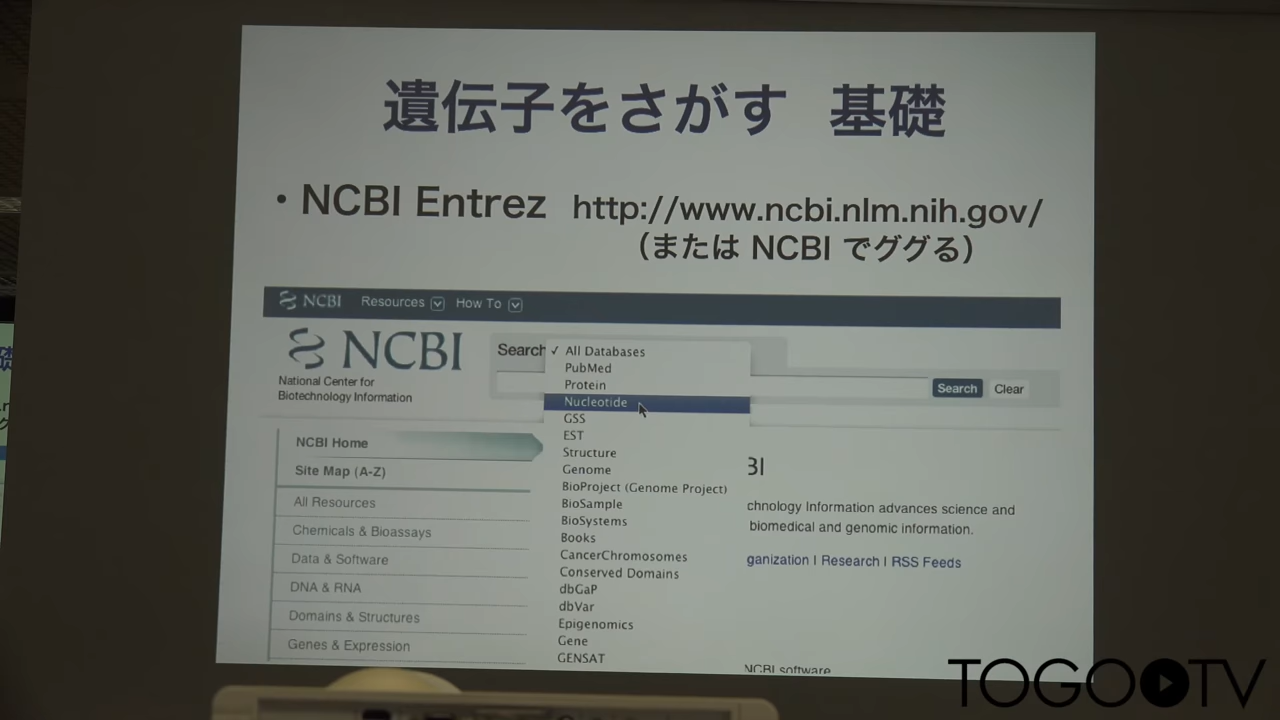 遺伝子をさがす 基礎
・NCBI Entrez http://www.ncbi.nlm.nih.gov/
（または NCBI でググる）
NCBI Resources How To
NCBI
National Center for
Biotechnology Information
Search ✓ All Databases
PubMed
Protein
Nucleotide
GSS
EST
Structure
Genome
BioProject (Genome Project)
BioSample
BioSystems
Books
CancerChromosomes
Conserved Domains
dbGaP
dbVar
Epigenomics
Gene
GENSAT
Search Clear
NCBI Home
Site Map (A-Z)
All Resources
Chemicals & Bioassays
Data & Software
DNA & RNA
Domains & Structures
Genes & Expression
BI
chnology Information advances science and
biomedical and genomic information.
ganization | Research | RSS Feeds
NCBI software
TOGO TV